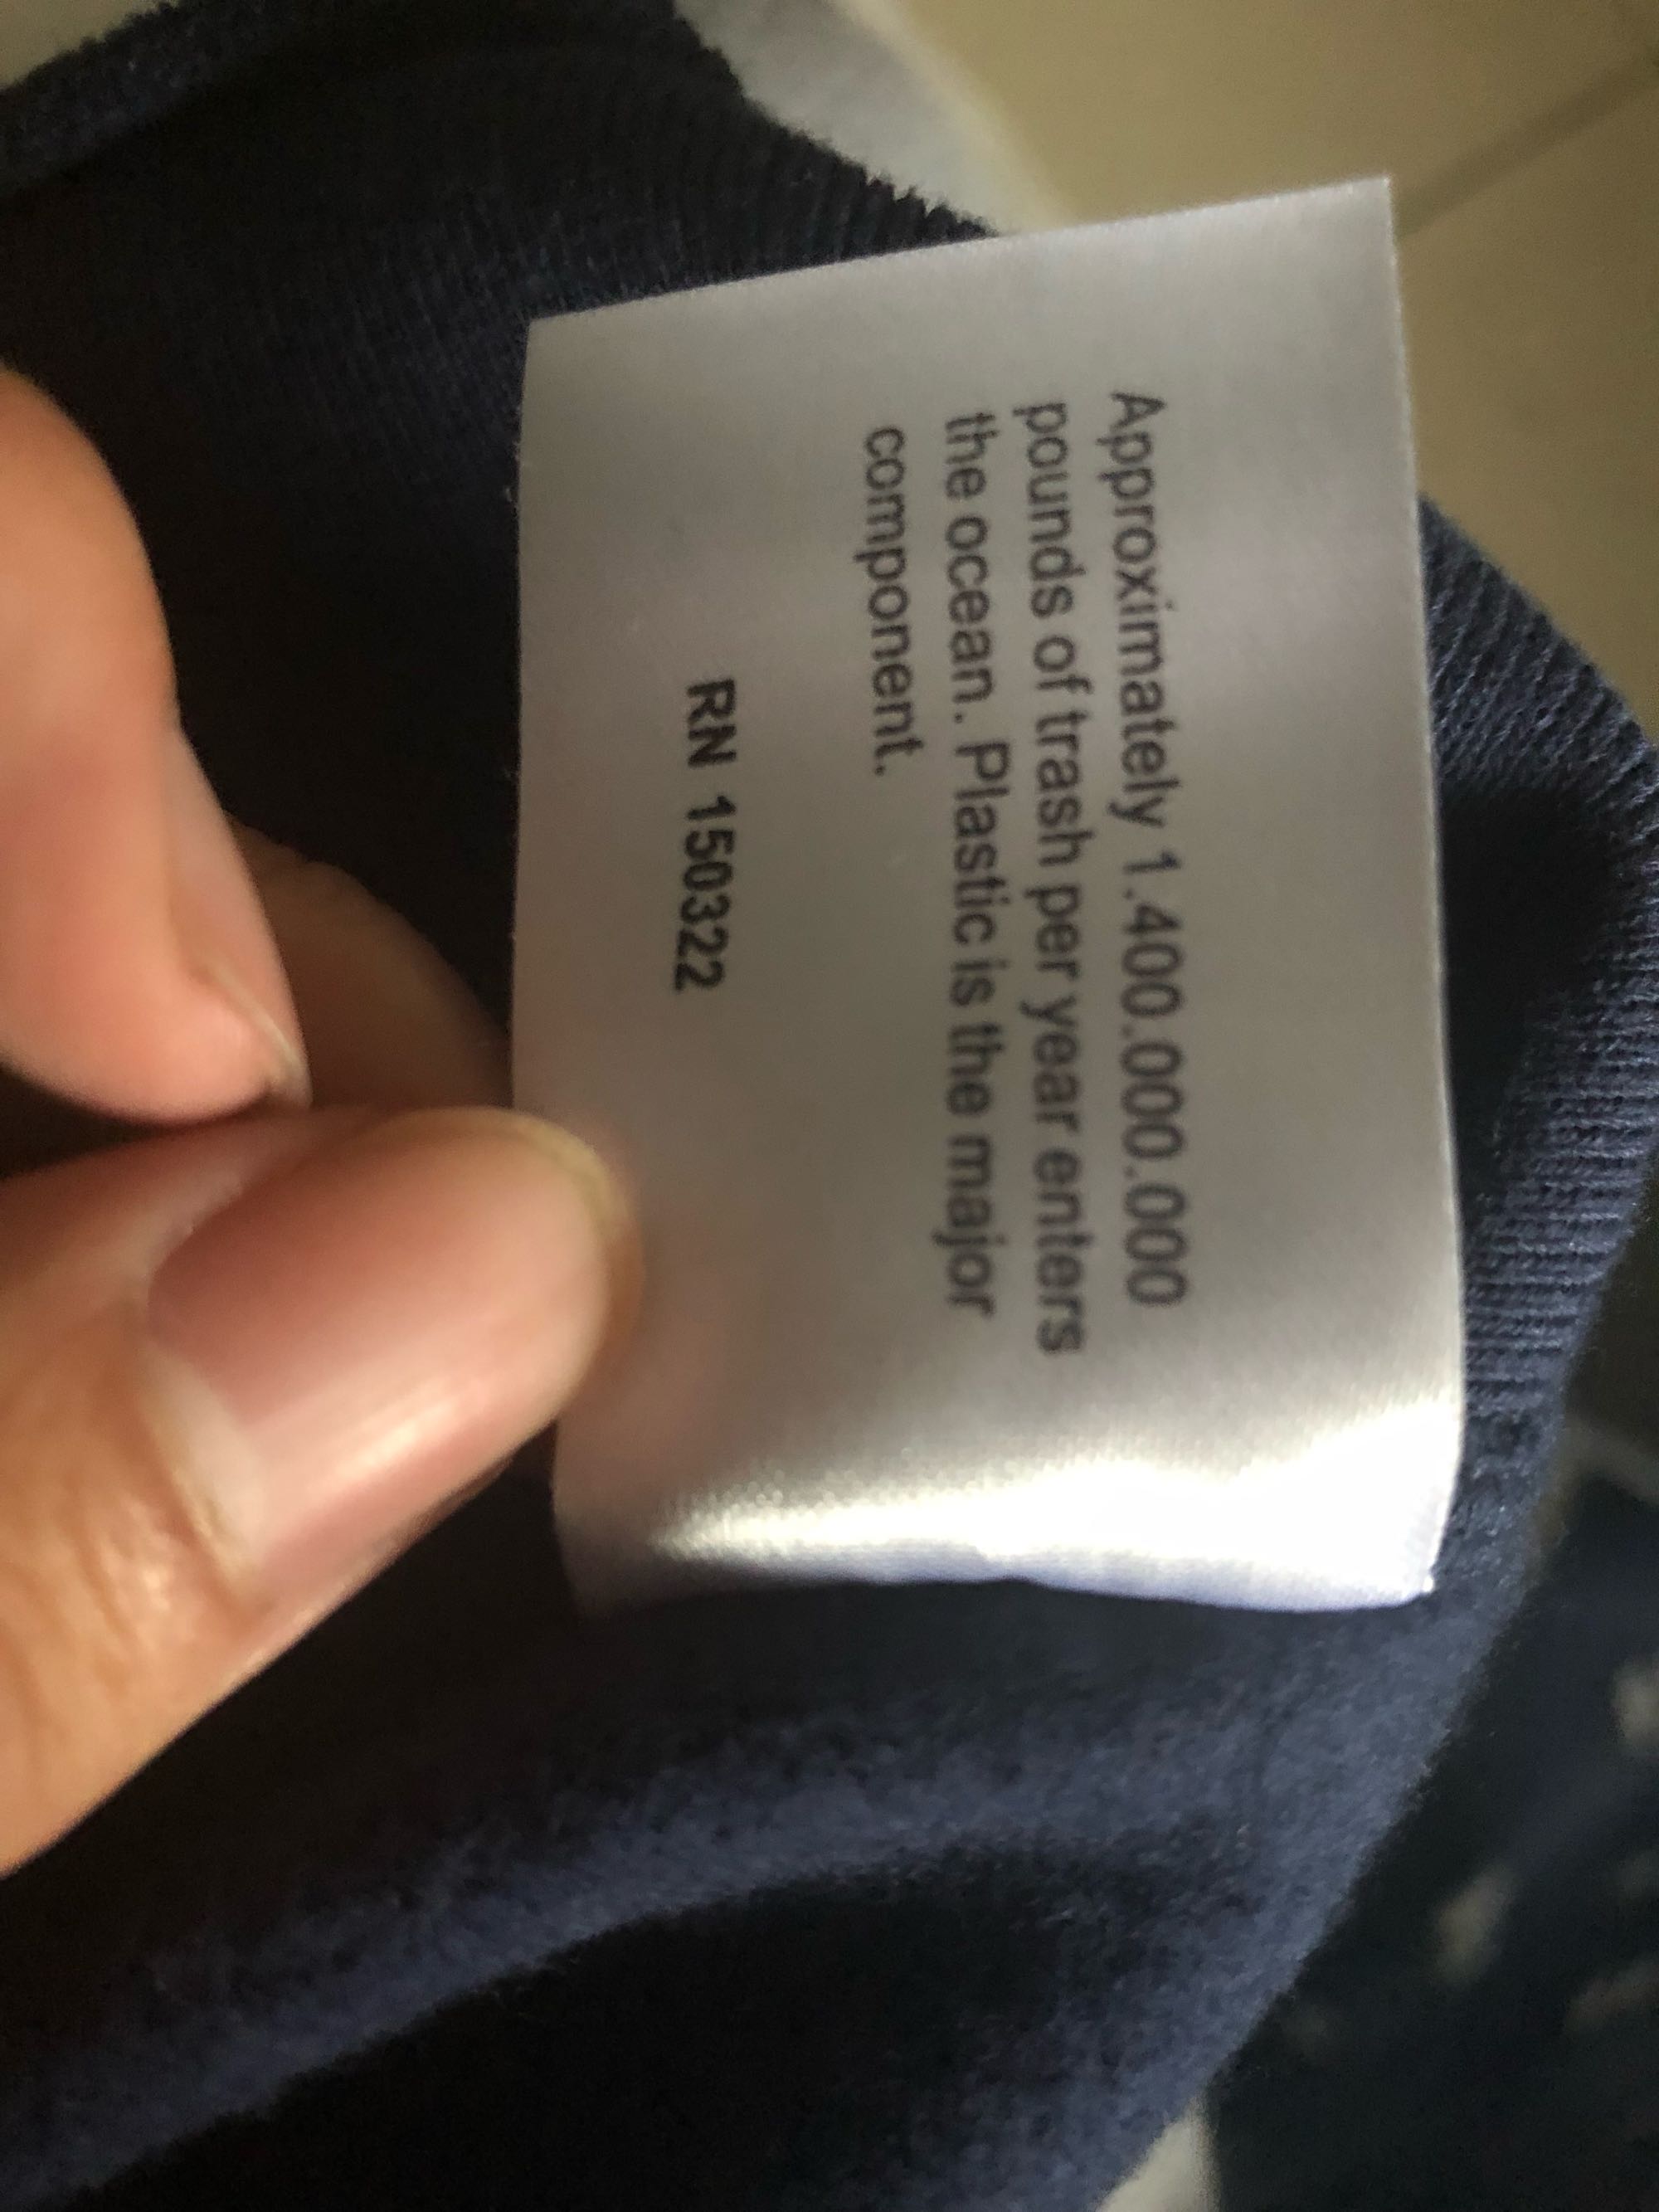 Approximately 1.400.000.000
pounds of trash per year enters
the ocean. Plastic is the major
component.
RN 150322